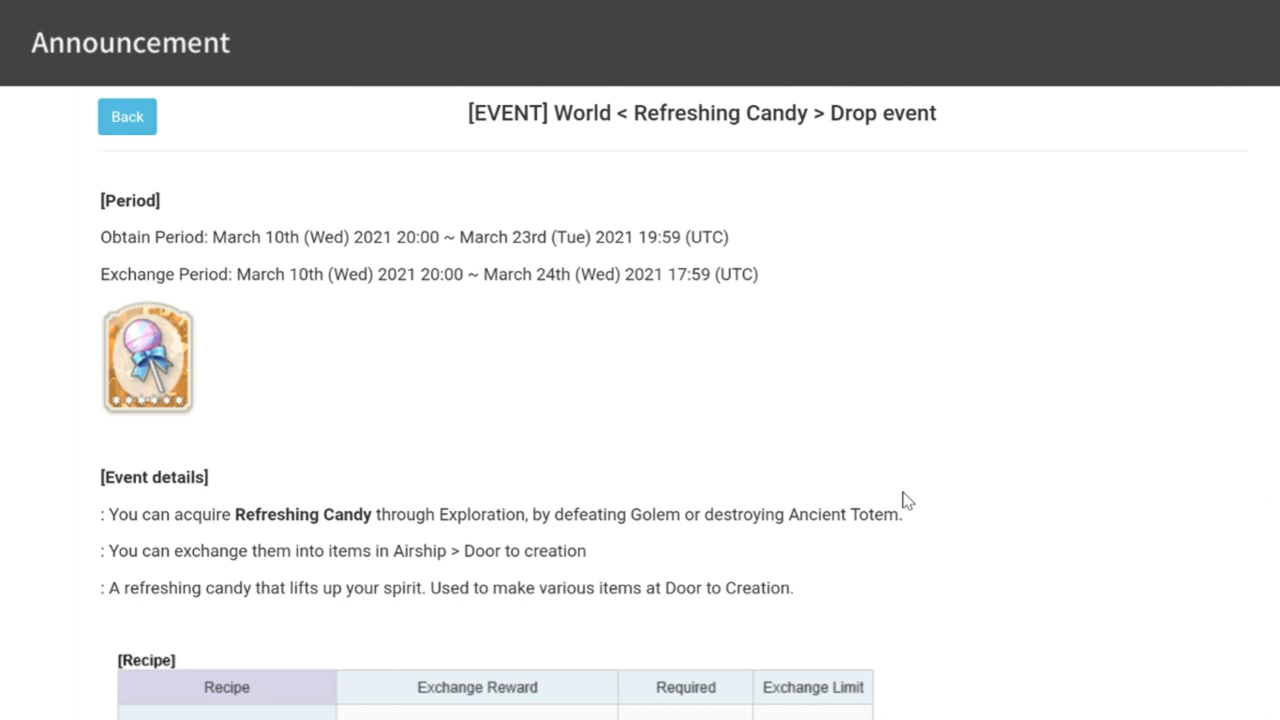 Announcement
Back
[EVENT] World < Refreshing Candy > Drop event
[Period]
Obtain Period: March 10th (Wed) 2021 20:00 ~ March 23rd (Tue) 2021 19:59 (UTC)
Exchange Period: March 10th (Wed) 2021 20:00 ~ March 24th (Wed) 2021 17:59 (UTC)
[Event details]
: You can acquire Refreshing Candy through Exploration, by defeating Golem or destroying Ancient Totem.
: You can exchange them into items in Airship > Door to creation
: A refreshing candy that lifts up your spirit. Used to make various items at Door to Creation.
[Recipe]
Recipe Exchange Reward Required Exchange Limit